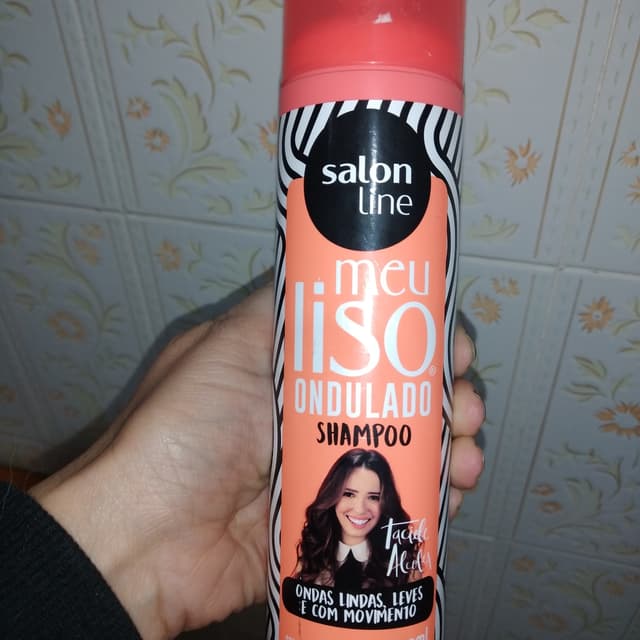 salon
line
meu
liso
ONDULADO
SHAMPOO
ONDAS LINDAS, LEVES
E COM MOVIMENTO